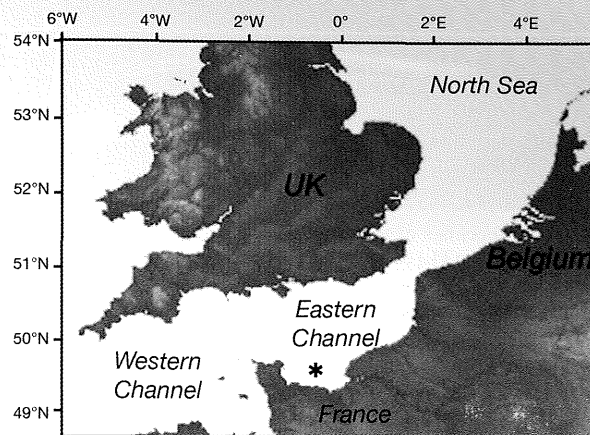 6°W 4°W 2°W 0° 2°E 4°E
54°N
North Sea
53°N
UK
52°N
51°N
Belgium
Eastern
Channel
50°N
Western
Channel
*
49°N
France